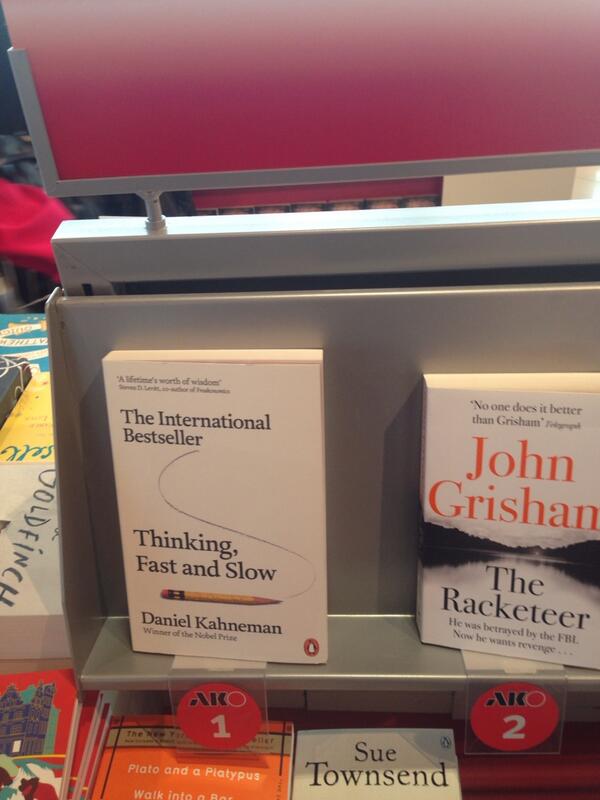 'A lifetime's worth of wisdom'
Steven D. Levitt, co-author of Freakonomics
The International
Bestseller
Thinking,
Fast and Slow
Daniel Kahneman
Winner of the Nobel Prize
'No one does it better
than Grisham' Telegraph
John
Grisham
The
Racketeer
He was betrayed by the FBI.
Now he wants revenge . . .
AKO
1
AKO
2
GOLDFINCH
The New
Plato and a Platypus
Walk into a Bar
Sue
Townsend